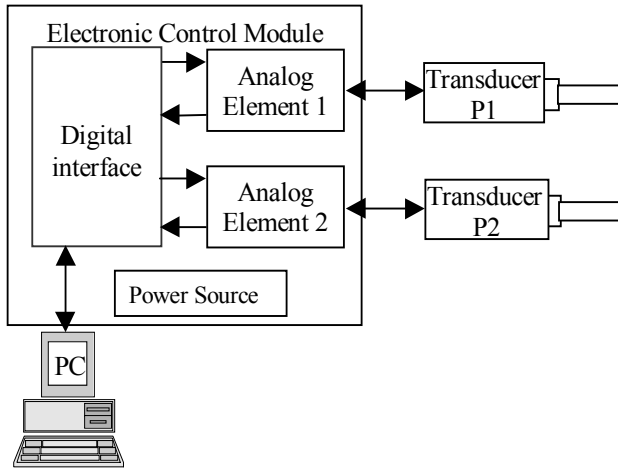 Electronic Control Module
Digital
interface
Analog
Element 1
Analog
Element 2
Transducer
P1
Transducer
P2
Power Source
PC